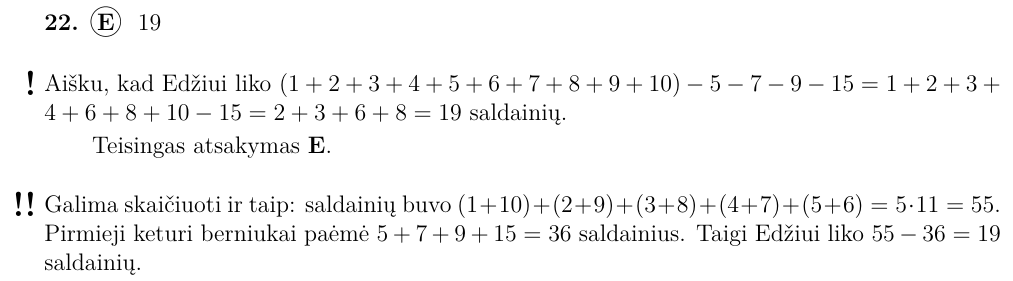 22. E 19
! Aišku, kad Edžiui liko (1 + 2 + 3 + 4 + 5 + 6 + 7 + 8 + 9 + 10) − 5 − 7 − 9 − 15 = 1 + 2 + 3 +
4 + 6 + 8 + 10 − 15 = 2 + 3 + 6 + 8 = 19 saldainių.
Teisingas atsakymas E.
!! Galima skaičiuoti ir taip: saldainių buvo (1+10)+(2+9)+(3+8)+(4+7)+(5+6) = 5·11 = 55.
Pirmieji keturi berniukai paėmė 5 + 7 + 9 + 15 = 36 saldainius. Taigi Edžiui liko 55 − 36 = 19
saldainių.